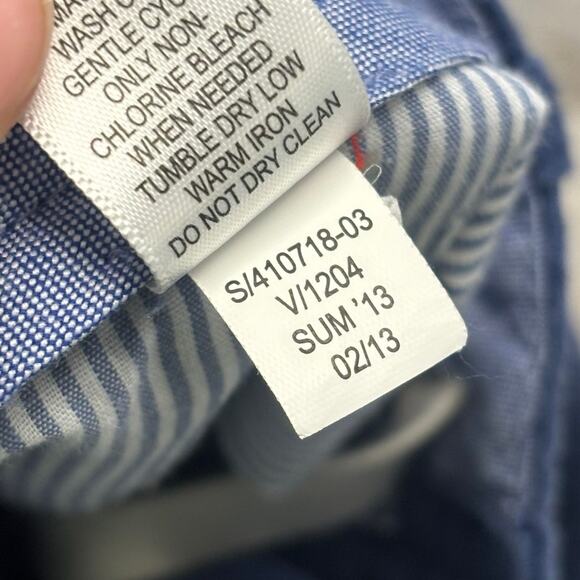 WASH
GENTLE
ONLY NON-
CHLORINE BLEACH
WHEN NEEDED
TUMBLE DRY LOW
WARM IRON
DO NOT DRY CLEAN
S/410718-03
V/1204
SUM '13
02/13